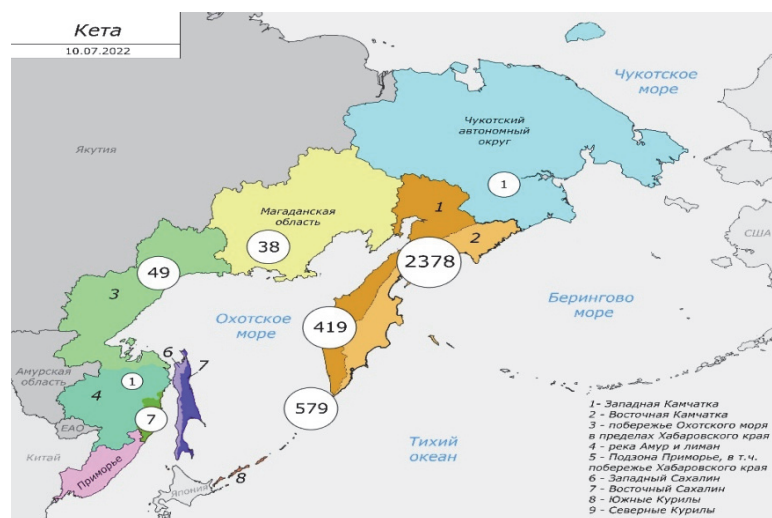 Кета
10.07.2022
Чукотское
море
Чукотский
автономный
округ
Якутия
1
1
Магаданская
область
38
2
США
2378
49
3
Охотское
море
419
Берингово
море
6
7
Амурская
область
1
4
7
579
ЕАО
Китай
Приморье
Тихий
океан
Япония
8
1- Западная Камчатка
2 - Восточная Камчатка
3 - побережье Охотского моря
в пределах Хабаровского края
4 - река Амур и лиман
5 - Подзона Приморье, в т.ч.
побережье Хабаровского края
6 - Западный Сахалин
7 - Восточный Сахалин
8 - Южные Курилы
9 - Северные Курилы